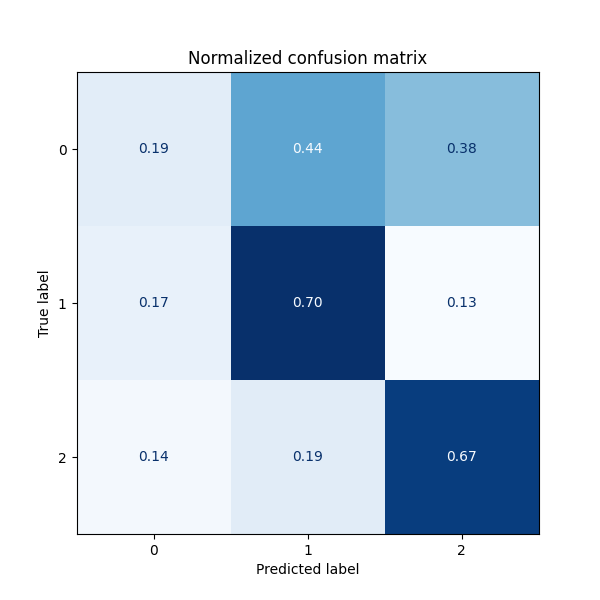 Normalized confusion matrix
0 0.19 0.44 0.38
True label
1 0.17 0.70 0.13
2 0.14 0.19 0.67
0 1 2
Predicted label